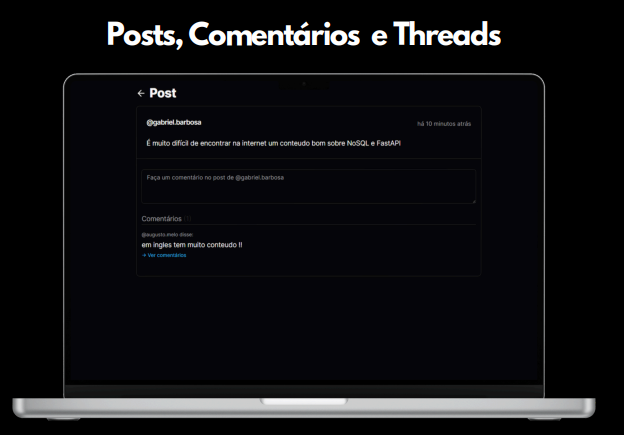 Posts, Comentários e Threads
← Post
@gabriel.barbosa
há 10 minutos atrás
É muito difícil de encontrar na internet um conteudo bom sobre NoSQL e FastAPI
Faça um comentário no post de @gabriel.barbosa
Comentários (1)
@augusto.melo disse:
em ingles tem muito conteudo !!
→ Ver comentários